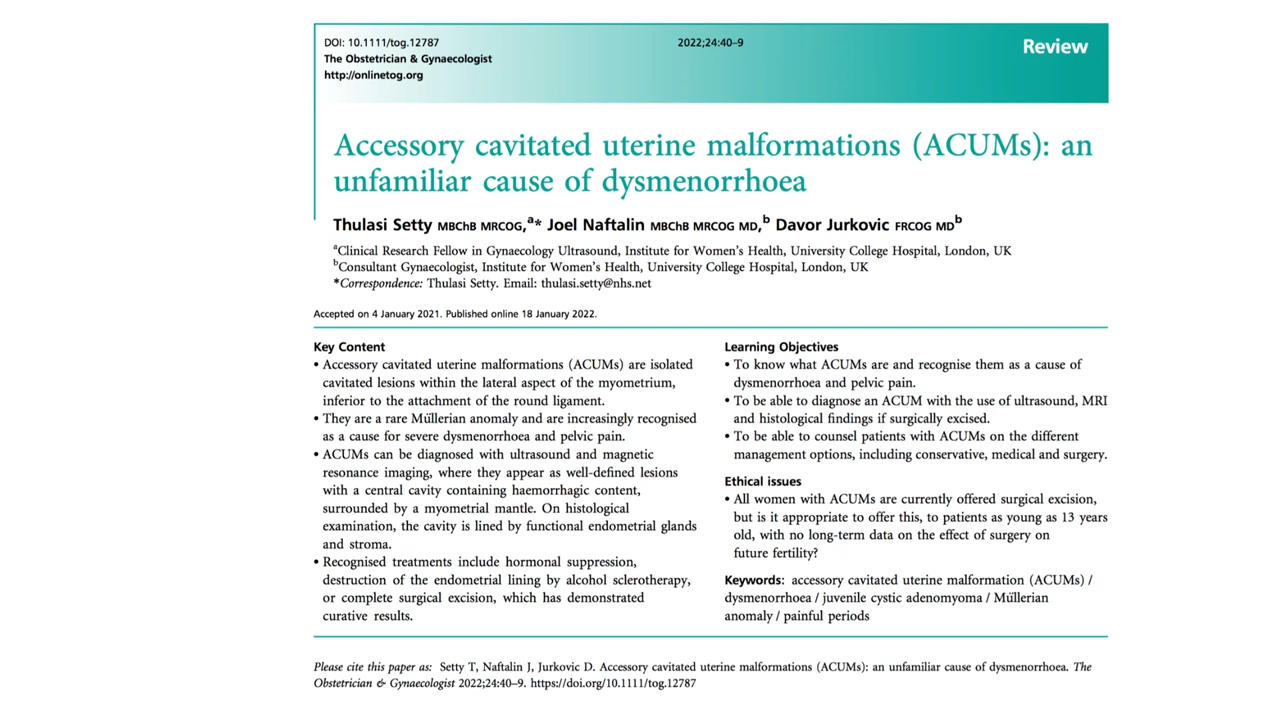 DOI: 10.1111/tog.12787
2022;24:40–9
Review
The Obstetrician & Gynaecologist
http://onlinetog.org
Accessory cavitated uterine malformations (ACUMs): an
unfamiliar cause of dysmenorrhoea
Thulasi Setty MBChB MRCOG,a* Joel Naftalin MBChB MRCOG MD,b Davor Jurkovic FRCOG MDb
aClinical Research Fellow in Gynaecology Ultrasound, Institute for Women's Health, University College Hospital, London, UK
bConsultant Gynaecologist, Institute for Women's Health, University College Hospital, London, UK
*Correspondence: Thulasi Setty. Email: thulasi.setty@nhs.net
Accepted on 4 January 2021. Published online 18 January 2022.
Key Content
• Accessory cavitated uterine malformations (ACUMs) are isolated
cavitated lesions within the lateral aspect of the myometrium,
inferior to the attachment of the round ligament.
• They are a rare Müllerian anomaly and are increasingly recognised
as a cause for severe dysmenorrhoea and pelvic pain.
• ACUMs can be diagnosed with ultrasound and magnetic
resonance imaging, where they appear as well-defined lesions
with a central cavity containing haemorrhagic content,
surrounded by a myometrial mantle. On histological
examination, the cavity is lined by functional endometrial glands
and stroma.
• Recognised treatments include hormonal suppression,
destruction of the endometrial lining by alcohol sclerotherapy,
or complete surgical excision, which has demonstrated
curative results.
Learning Objectives
• To know what ACUMs are and recognise them as a cause of
dysmenorrhoea and pelvic pain.
• To be able to diagnose an ACUM with the use of ultrasound, MRI
and histological findings if surgically excised.
• To be able to counsel patients with ACUMs on the different
management options, including conservative, medical and surgery.
Ethical issues
• All women with ACUMs are currently offered surgical excision,
but is it appropriate to offer this, to patients as young as 13 years
old, with no long-term data on the effect of surgery on
future fertility?
Keywords: accessory cavitated uterine malformation (ACUMs) /
dysmenorrhoea / juvenile cystic adenomyoma / Müllerian
anomaly / painful periods
Please cite this paper as: Setty T, Naftalin J, Jurkovic D. Accessory cavitated uterine malformations (ACUMs): an unfamiliar cause of dysmenorrhoea. The
Obstetrician & Gynaecologist 2022;24:40–9. https://doi.org/10.1111/tog.12787